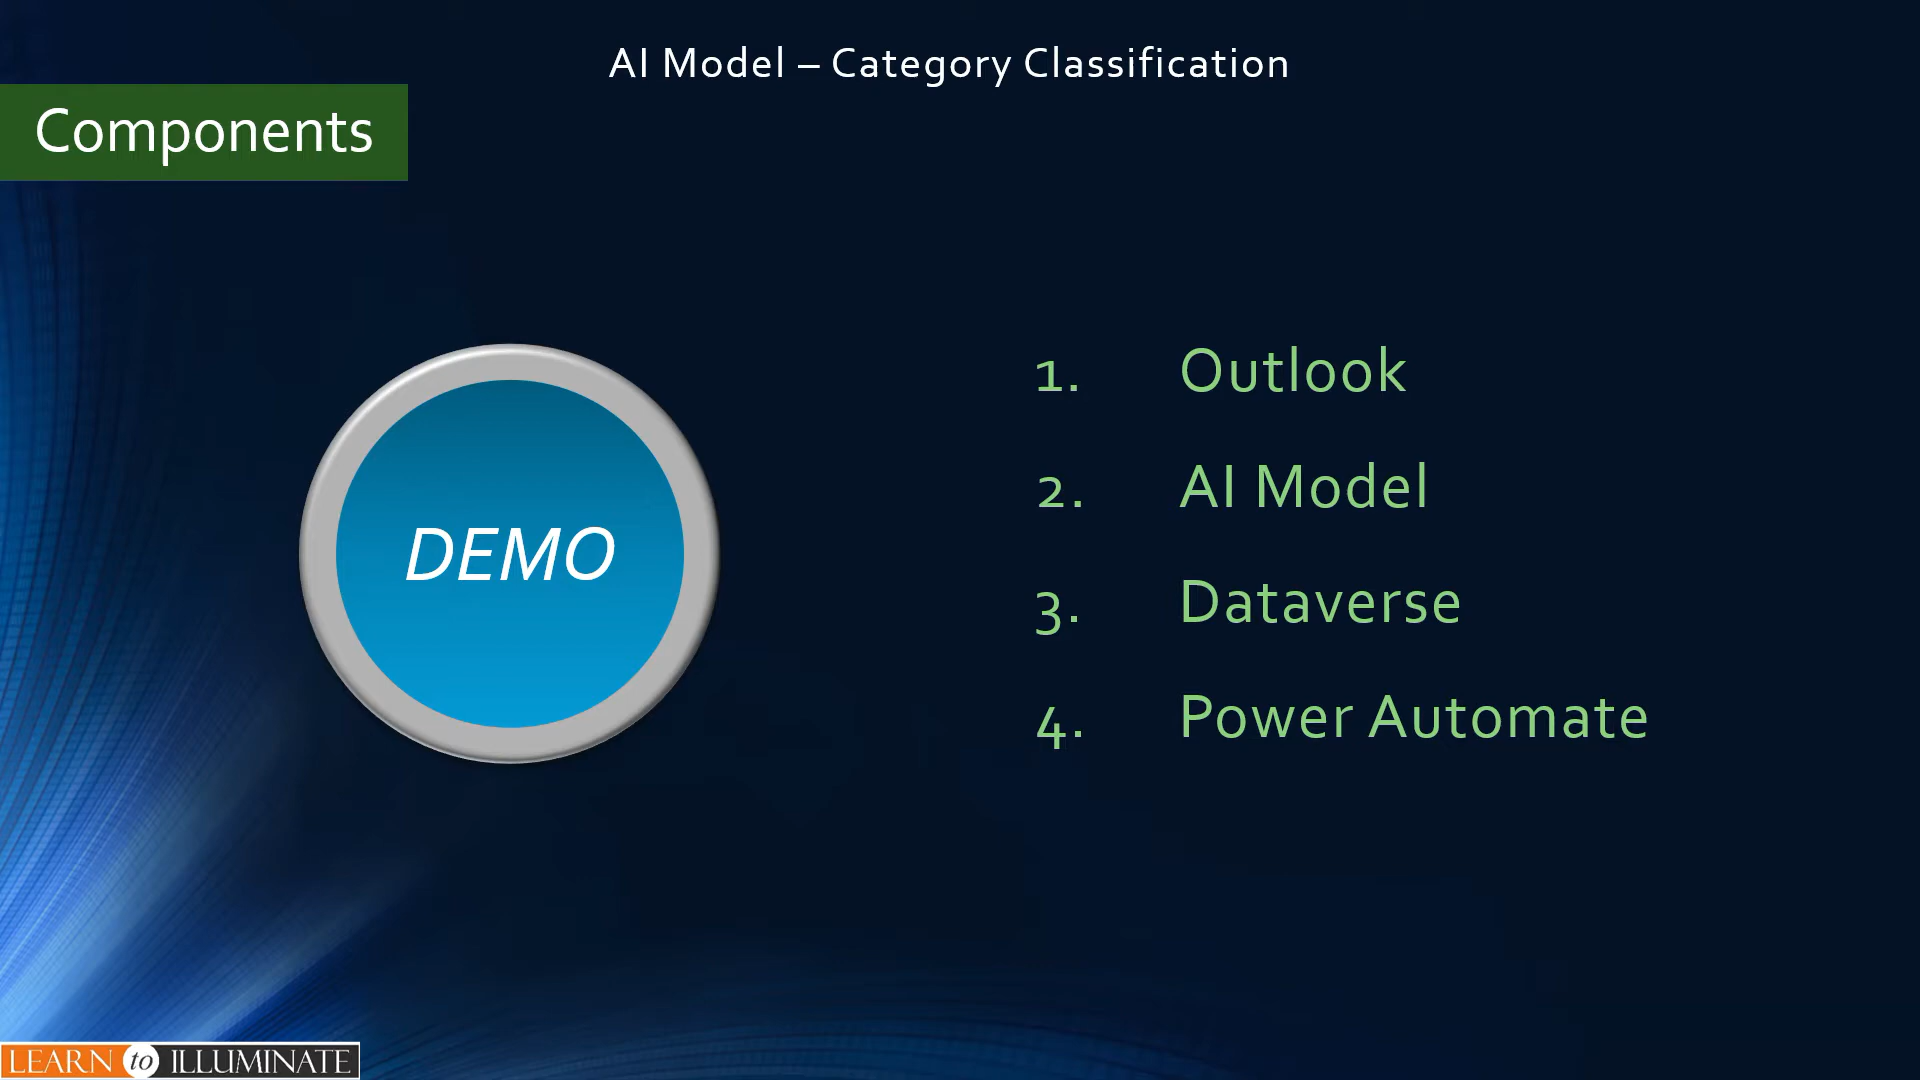 AI Model – Category Classification
Components
DEMO
1. Outlook
2. AI Model
3. Dataverse
4. Power Automate
LEARN to ILLUMINATE